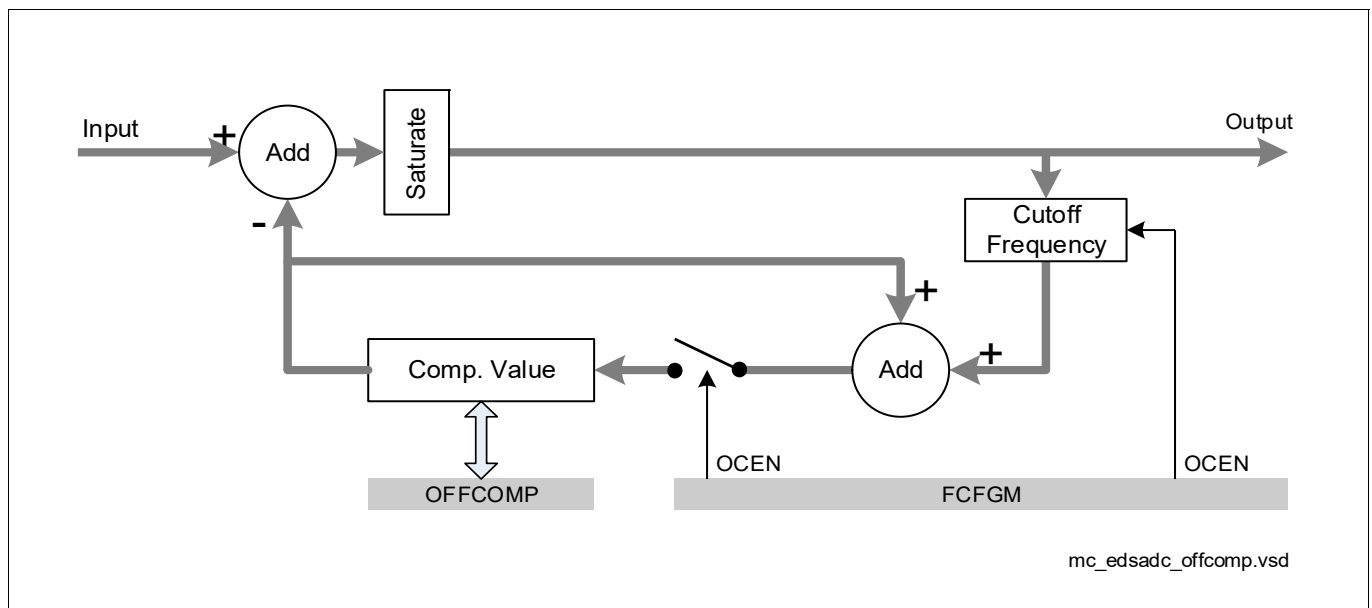 Input
+
Add
Saturate
Output
-
Cutoff
Frequency
+
+
Add
Comp. Value
OCEN
OCEN
OFFCOMP
FCFGM
mc_edsadc_offcomp.vsd